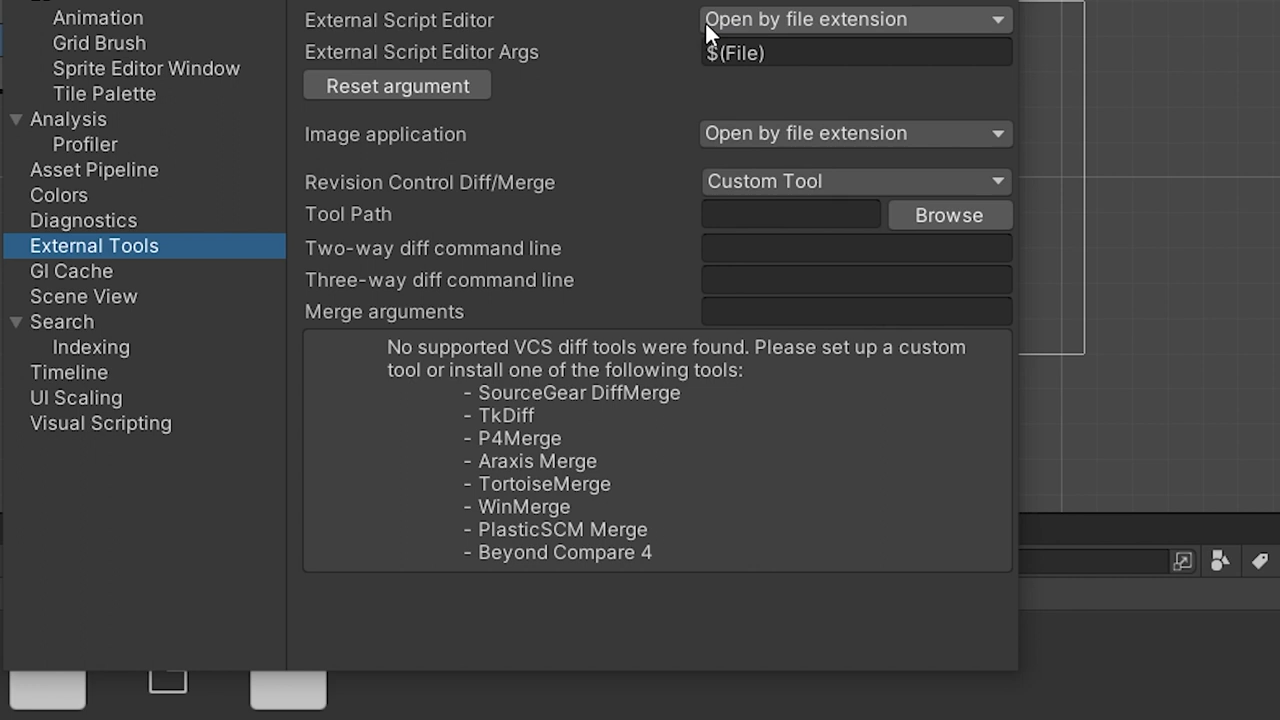 Animation
Grid Brush
Sprite Editor Window
Tile Palette
Analysis
Profiler
Asset Pipeline
Colors
Diagnostics
External Tools
GI Cache
Scene View
Search
Indexing
Timeline
UI Scaling
Visual Scripting
External Script Editor Open by file extension
External Script Editor Args $(File)
Reset argument
Image application Open by file extension
Revision Control Diff/Merge Custom Tool
Tool Path Browse
Two-way diff command line
Three-way diff command line
Merge arguments
No supported VCS diff tools were found. Please set up a custom
tool or install one of the following tools:
- SourceGear DiffMerge
- TkDiff
- P4Merge
- Araxis Merge
- TortoiseMerge
- WinMerge
- PlasticSCM Merge
- Beyond Compare 4